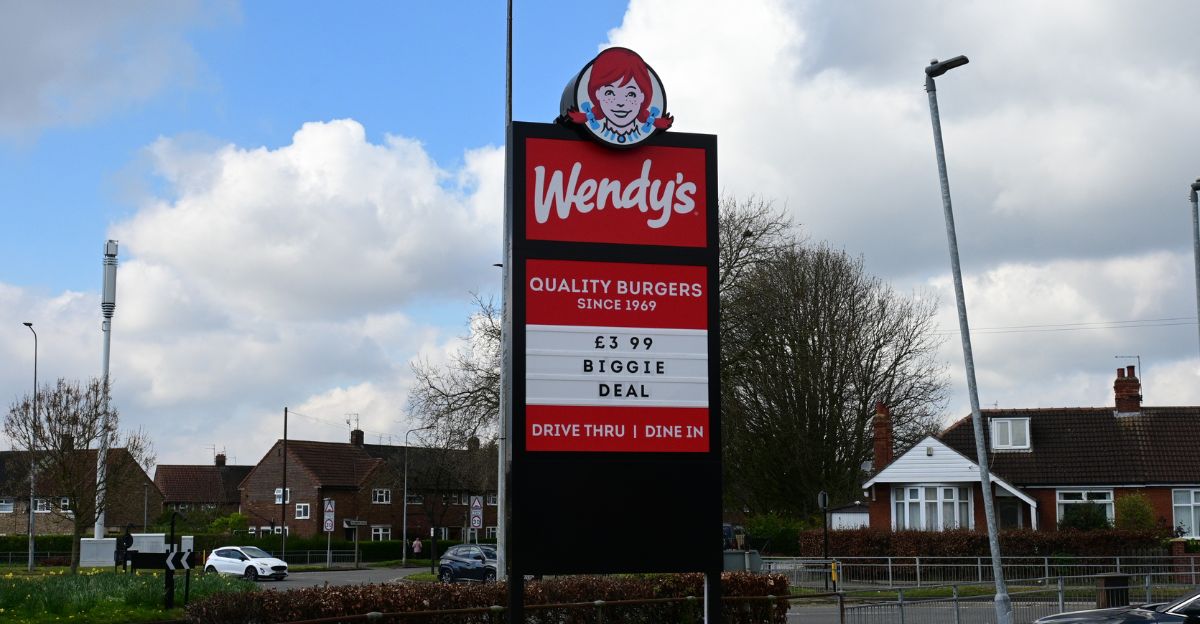 Wendy's
QUALITY BURGERS
SINCE 1969
£3 99
BIGGIE
DEAL
DRIVE THRU | DINE IN